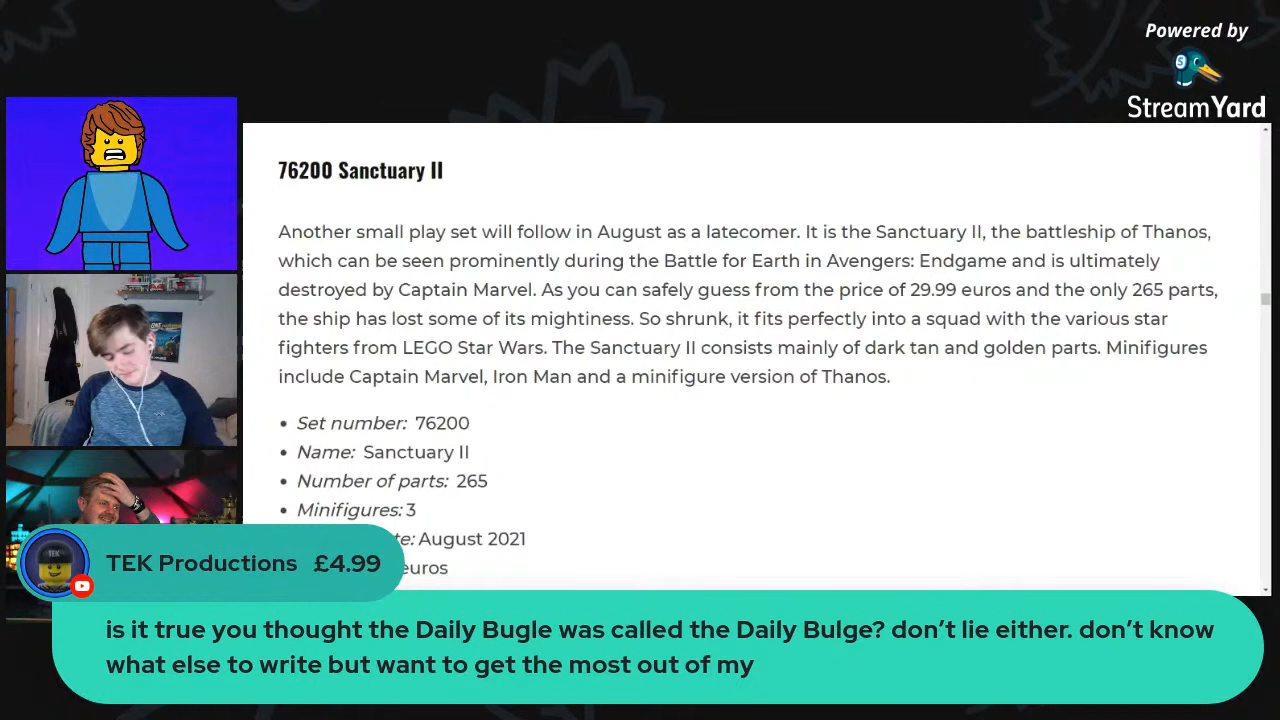 Powered by
StreamYard
76200 Sanctuary II
Another small play set will follow in August as a latecomer. It is the Sanctuary II, the battleship of Thanos,
which can be seen prominently during the Battle for Earth in Avengers: Endgame and is ultimately
destroyed by Captain Marvel. As you can safely guess from the price of 29.99 euros and the only 265 parts,
the ship has lost some of its mightiness. So shrunk, it fits perfectly into a squad with the various star
fighters from LEGO Star Wars. The Sanctuary II consists mainly of dark tan and golden parts. Minifigures
include Captain Marvel, Iron Man and a minifigure version of Thanos.
• Set number: 76200
• Name: Sanctuary II
• Number of parts: 265
• Minifigures: 3
te: August 2021
euros
TEK Productions £4.99
is it true you thought the Daily Bugle was called the Daily Bulge? don't lie either. don't know
what else to write but want to get the most out of my